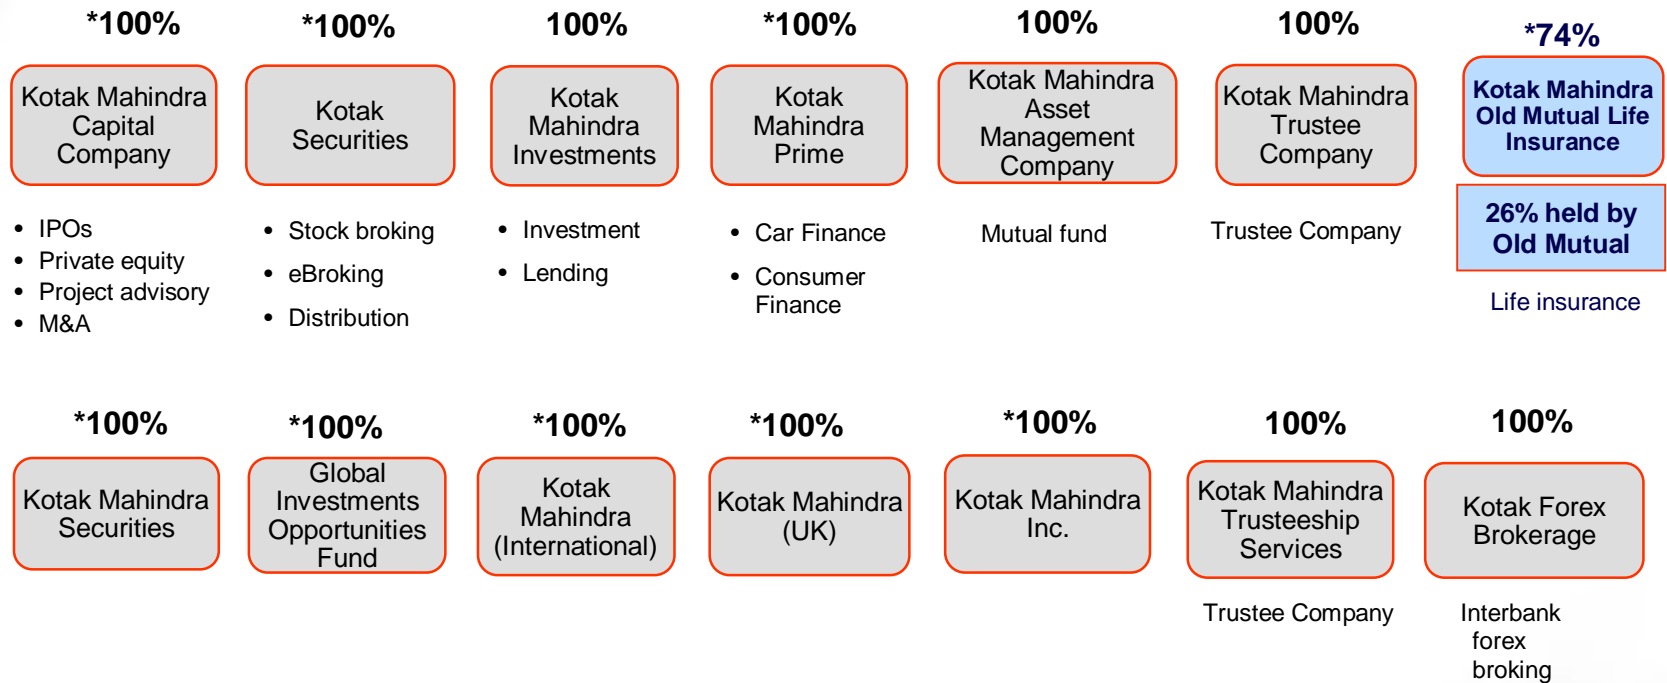 *100%
*100%
100%
*100%
100%
100%
*74%
Kotak Mahindra
Capital
Company
Kotak
Securities
Kotak
Mahindra
Investments
Kotak
Mahindra
Prime
Kotak Mahindra
Asset
Management
Company
Kotak Mahindra
Trustee
Company
Kotak Mahindra
Old Mutual Life
Insurance
26% held by
Old Mutual
• IPOs
• Private equity
• Project advisory
• M&A
• Stock broking
• eBroking
• Distribution
• Investment
• Lending
• Car Finance
• Consumer
Finance
Mutual fund
Trustee Company
Life insurance
*100%
*100%
*100%
*100%
*100%
100%
100%
Kotak Mahindra
Securities
Global
Investments
Opportunities
Fund
Kotak
Mahindra
(International)
Kotak Mahindra
(UK)
Kotak Mahindra
Inc.
Kotak Mahindra
Trusteeship
Services
Kotak Forex
Brokerage
Trustee Company
Interbank
forex
broking